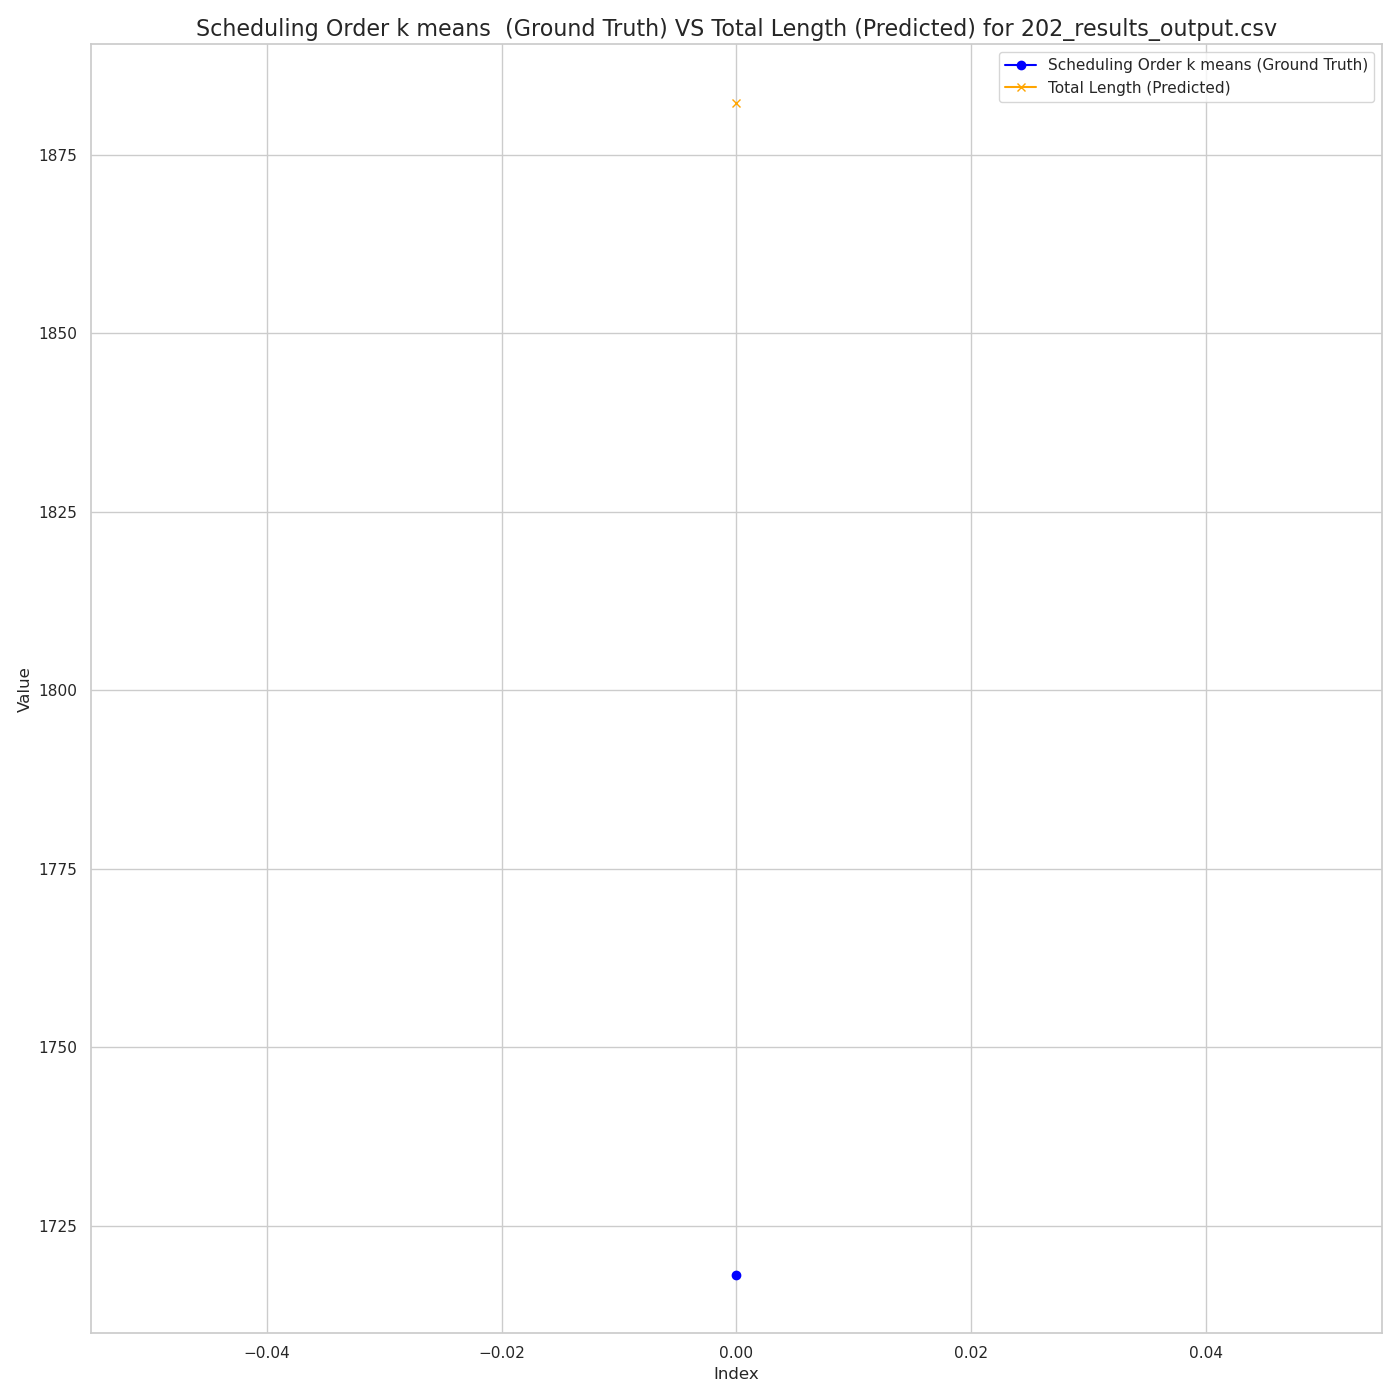 Scheduling Order k means  (Ground Truth) VS Total Length (Predicted) for 202_results_output.csv
Scheduling Order k means (Ground Truth)
Total Length (Predicted)
1875
1850
1825
1800
1775
1750
1725
Value
−0.04
−0.02
0.00
0.02
0.04
Index